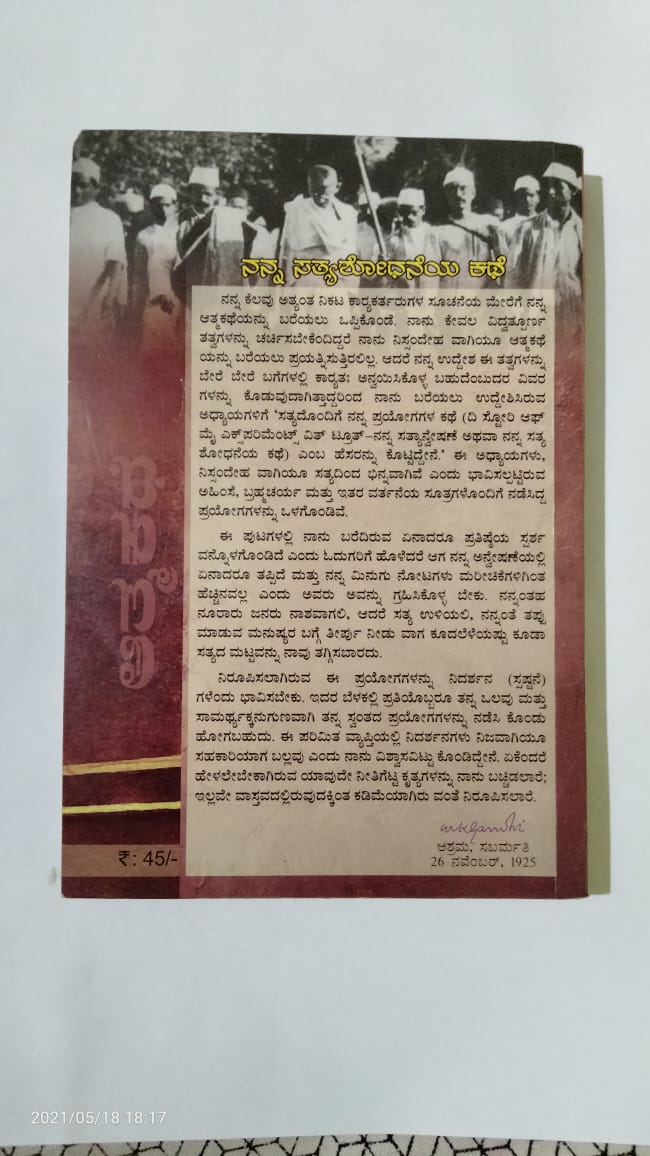 ನನ್ನ ಸತ್ಯಶೋಧನೆಯ ಕಥೆ
ನನ್ನ ಕೆಲವು ಅತ್ಯಂತ ನಿಕಟ ಕಾರ‍್ಯಕರ್ತರುಗಳ ಸೂಚನೆಯ ಮೇರೆಗೆ ನನ್ನ
ಆತ್ಮಕಥೆಯನ್ನು ಬರೆಯಲು ಒಪ್ಪಿಕೊಂಡೆ. ನಾನು ಕೇವಲ ವಿದ್ವತ್ಪೂರ್ಣ
ತತ್ವಗಳನ್ನು ಚರ್ಚಿಸಬೇಕೆಂದಿದ್ದರೆ ನಾನು ನಿಸ್ಸಂದೇಹ ವಾಗಿಯೂ ಆತ್ಮಕಥೆ
ಯನ್ನು ಬರೆಯಲು ಪ್ರಯತ್ನಿಸುತ್ತಿರಲಿಲ್ಲ. ಆದರೆ ನನ್ನ ಉದ್ದೇಶ ಈ ತತ್ವಗಳನ್ನು
ಬೇರೆ ಬೇರೆ ಬಗೆಗಳಲ್ಲಿ ಕಾರ‍್ಯತಃ ಅನ್ವಯಿಸಿಕೊಳ್ಳ ಬಹುದೆಂಬುದರ ವಿವರ
ಗಳನ್ನು ಕೊಡುವುದಾಗಿತ್ತಾದ್ದರಿಂದ ನಾನು ಬರೆಯಲು ಉದ್ದೇಶಿಸಿರುವ
ಅಧ್ಯಾಯಗಳಿಗೆ ‘ಸತ್ಯದೊಂದಿಗೆ ನನ್ನ ಪ್ರಯೋಗಗಳ ಕಥೆ (ದಿ ಸ್ಟೋರಿ ಆಫ್
ಮೈ ಎಕ್ಸ್‌ಪರಿಮೆಂಟ್ಸ್ ವಿತ್ ಟ್ರೂತ್–ನನ್ನ ಸತ್ಯಾನ್ವೇಷಣೆ ಅಥವಾ ನನ್ನ ಸತ್ಯ
ಶೋಧನೆಯ ಕಥೆ) ಎಂಬ ಹೆಸರನ್ನು ಕೊಟ್ಟಿದ್ದೇನೆ.’ ಈ ಅಧ್ಯಾಯಗಳು,
ನಿಸ್ಸಂದೇಹ ವಾಗಿಯೂ ಸತ್ಯದಿಂದ ಭಿನ್ನವಾಗಿವೆ ಎಂದು ಭಾವಿಸಲ್ಪಟ್ಟಿರುವ
ಅಹಿಂಸೆ, ಬ್ರಹ್ಮಚರ್ಯ ಮತ್ತು ಇತರ ವರ್ತನೆಯ ಸೂತ್ರಗಳೊಂದಿಗೆ ನಡೆಸಿದ್ದ
ಪ್ರಯೋಗಗಳನ್ನು ಒಳಗೊಂಡಿವೆ.
ಈ ಪುಟಗಳಲ್ಲಿ ನಾನು ಬರೆದಿರುವ ಏನಾದರೂ ಪ್ರತಿಷ್ಠೆಯ ಸ್ಪರ್ಶ
ವನ್ನೊಳಗೊಂಡಿದೆ ಎಂದು ಓದುಗರಿಗೆ ಹೊಳೆದರೆ ಆಗ ನನ್ನ ಅನ್ವೇಷಣೆಯಲ್ಲಿ
ಏನಾದರೂ ತಪ್ಪಿದೆ ಮತ್ತು ನನ್ನ ಮಿನುಗು ನೋಟಗಳು ಮರೀಚಿಕೆಗಳಿಗಿಂತ
ಹೆಚ್ಚಿನವಲ್ಲ ಎಂದು ಅವರು ಅವನ್ನು ಗ್ರಹಿಸಿಕೊಳ್ಳ ಬೇಕು. ನನ್ನಂತಹ
ನೂರಾರು ಜನರು ನಾಶವಾಗಲಿ, ಆದರೆ ಸತ್ಯ ಉಳಿಯಲಿ, ನನ್ನಂತೆ ತಪ್ಪು
ಮಾಡುವ ಮನುಷ್ಯರ ಬಗ್ಗೆ ತೀರ್ಪು ನೀಡು ವಾಗ ಕೂದಲೆಳೆಯಷ್ಟು ಕೂಡಾ
ಸತ್ಯದ ಮಟ್ಟವನ್ನು ನಾವು ತಗ್ಗಿಸಬಾರದು.
ನಿರೂಪಿಸಲಾಗಿರುವ ಈ ಪ್ರಯೋಗಗಳನ್ನು ನಿದರ್ಶನ (ಸ್ಪಷ್ಟನೆ)
ಗಳೆಂದು ಭಾವಿಸಬೇಕು. ಇದರ ಬೆಳಕಲ್ಲಿ ಪ್ರತಿಯೊಬ್ಬರೂ ತನ್ನ ಒಲವು ಮತ್ತು
ಸಾಮರ್ಥ್ಯಕ್ಕನುಗುಣವಾಗಿ ತನ್ನ ಸ್ವಂತದ ಪ್ರಯೋಗಗಳನ್ನು ನಡೆಸಿ ಕೊಂಡು
ಹೋಗಬಹುದು. ಈ ಪರಿಮಿತ ವ್ಯಾಪ್ತಿಯಲ್ಲಿ ನಿದರ್ಶನಗಳು ನಿಜವಾಗಿಯೂ
ಸಹಕಾರಿಯಾಗ ಬಲ್ಲವು ಎಂದು ನಾನು ವಿಶ್ವಾಸವಿಟ್ಟು ಕೊಂಡಿದ್ದೇನೆ. ಏಕೆಂದರೆ
ಹೇಳಲೇಬೇಕಾಗಿರುವ ಯಾವುದೇ ನೀತಿಗೆಟ್ಟ ಕೃತ್ಯಗಳನ್ನು ನಾನು ಬಚ್ಚಿಡಲಾರೆ;
ಇಲ್ಲವೇ ವಾಸ್ತವದಲ್ಲಿರುವುದಕ್ಕಿಂತ ಕಡಿಮೆಯಾಗಿರು ವಂತೆ ನಿರೂಪಿಸಲಾರೆ.
mkgandhi
ಆಶ್ರಮ, ಸಬರ್ಮತಿ
26 ನವೆಂಬರ್, 1925
₹: 45/-
2021/05/18 18:17